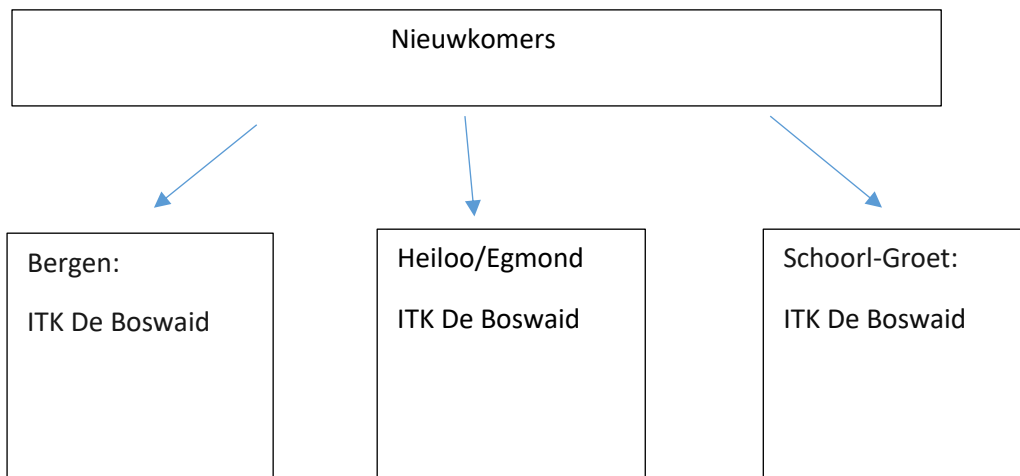 Nieuwkomers
Bergen:
ITK De Boswaid
Heiloo/Egmond
ITK De Boswaid
Schoorl-Groet:
ITK De Boswaid